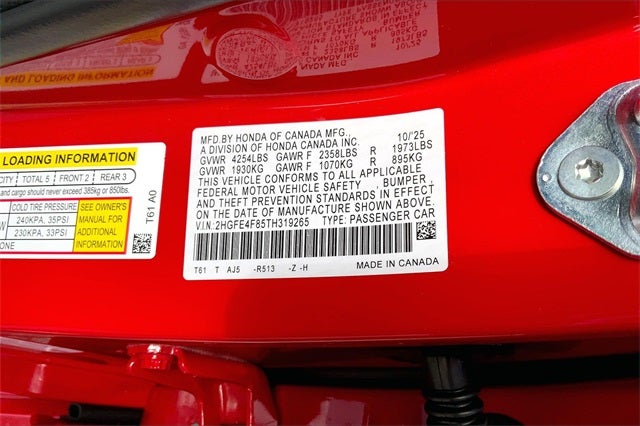 MFD.BY HONDA OF CANADA MFG., 10/'25
A DIVISION OF HONDA CANADA INC.
GVWR 4254LBS GAWR F 2358LBS R 1973LBS
GVWR 1930KG GAWR F 1070KG R 895KG
THIS VEHICLE CONFORMS TO ALL APPLICABLE
FEDERAL MOTOR VEHICLE SAFETY , BUMPER ,
AND THEFT PREVENTION STANDARDS IN EFFECT
ON THE DATE OF MANUFACTURE SHOWN ABOVE.
VIN:2HGFE4F85TH319265 TYPE: PASSENGER CAR
T61 T AJ5 -R513 -Z -H MADE IN CANADA
LOADING INFORMATION
CITY TOTAL 5 FRONT 2 REAR 3
and cargo should never exceed 385kg or 850lbs.
COLD TIRE PRESSURE
240KPA, 35PSI
230KPA, 33PSI
ONE
SEE OWNER'S
MANUAL FOR
ADDITIONAL
INFORMATION
T61 A0